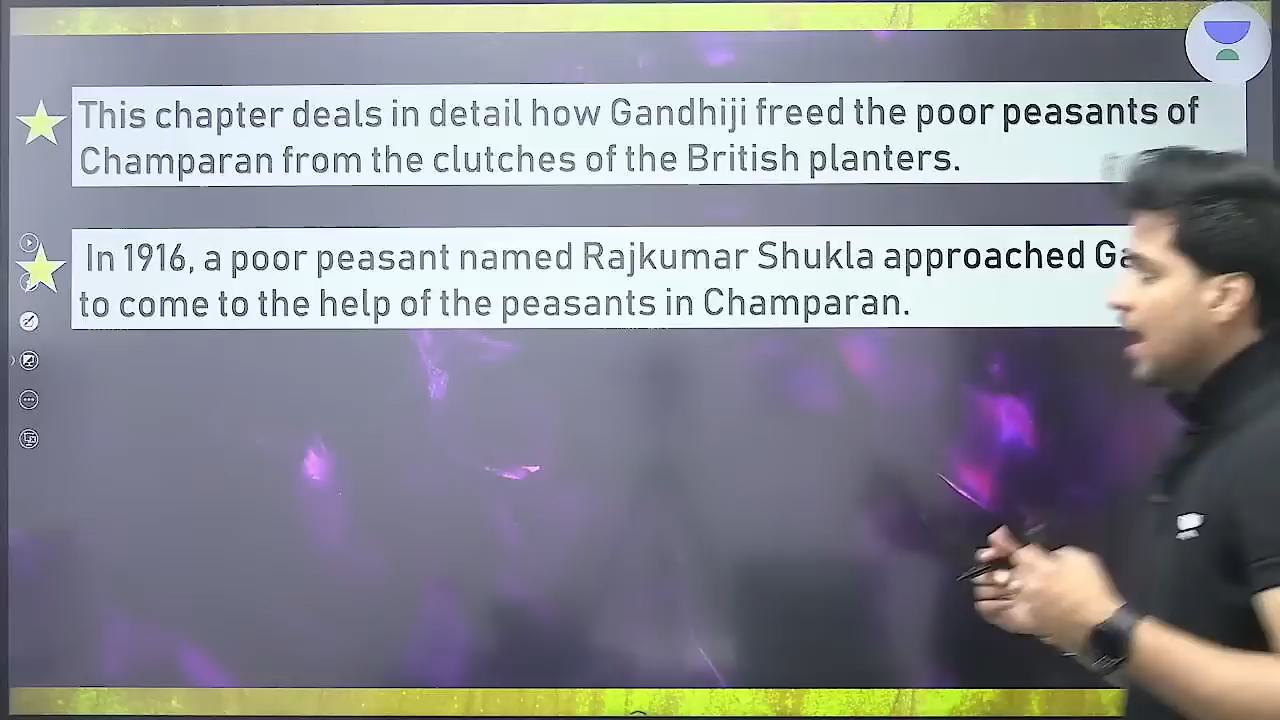 This chapter deals in detail how Gandhiji freed the poor peasants of
Champaran from the clutches of the British planters.
In 1916, a poor peasant named Rajkumar Shukla approached
to come to the help of the peasants in Champaran.